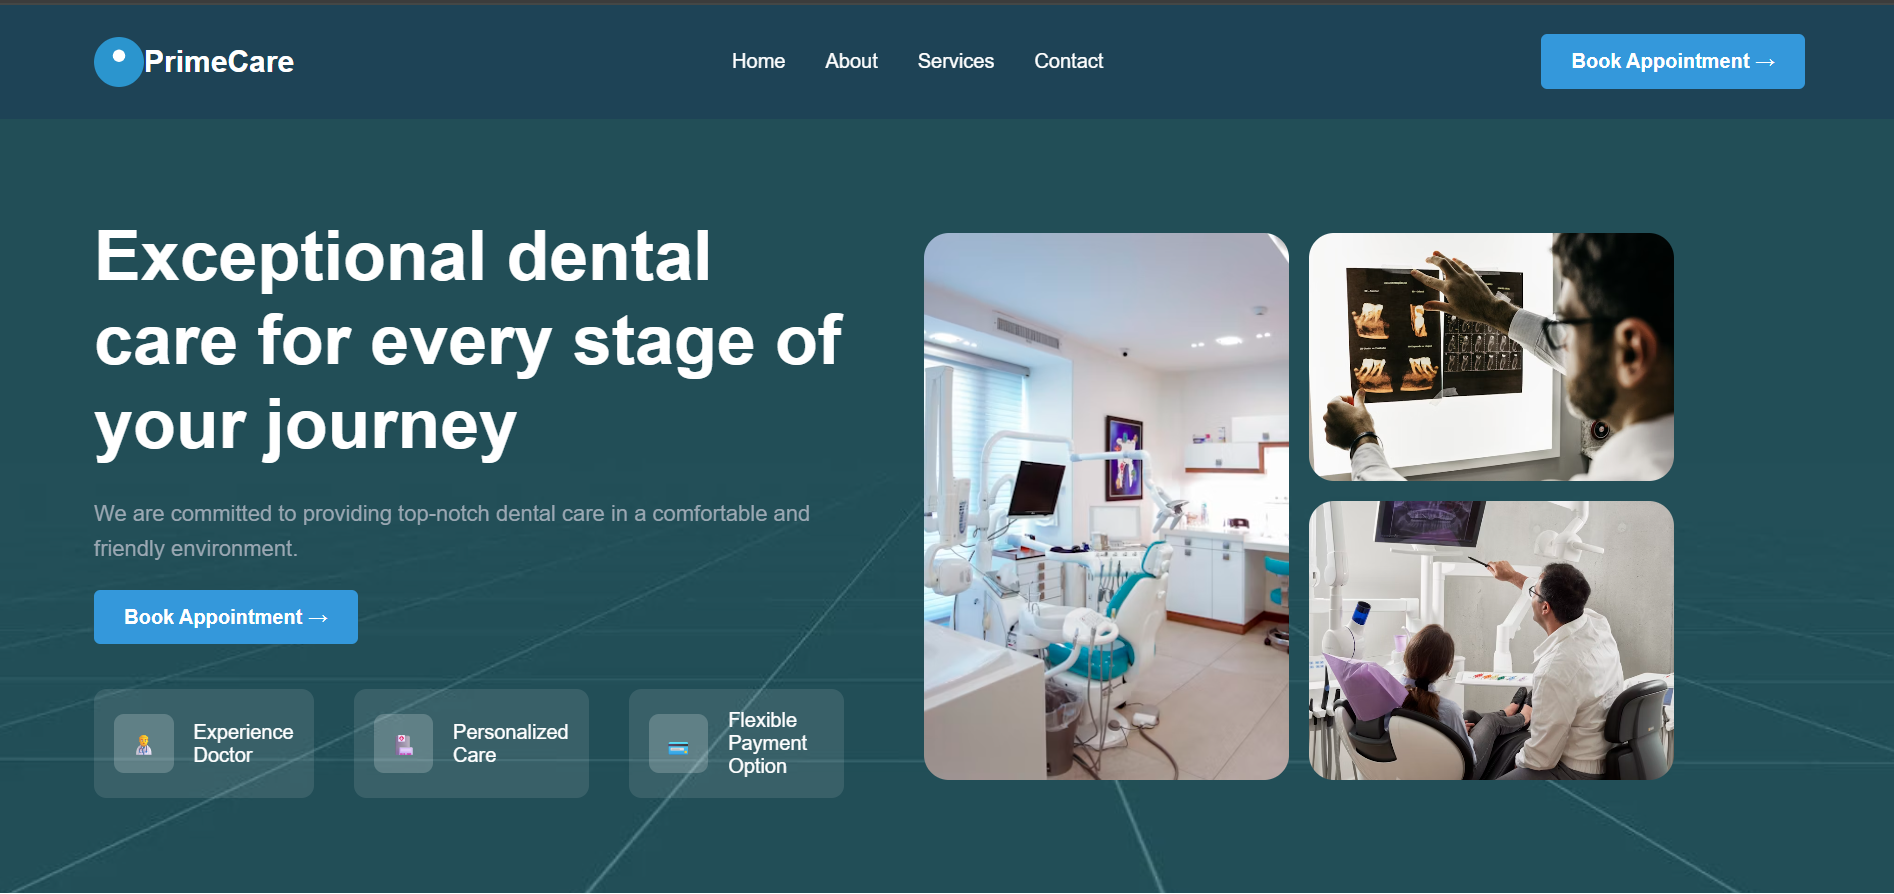 PrimeCare
Home
About
Services
Contact
Book Appointment →
Exceptional dental
care for every stage of
your journey
We are committed to providing top-notch dental care in a comfortable and
friendly environment.
Book Appointment →
Experience
Doctor
Personalized
Care
Flexible
Payment
Option